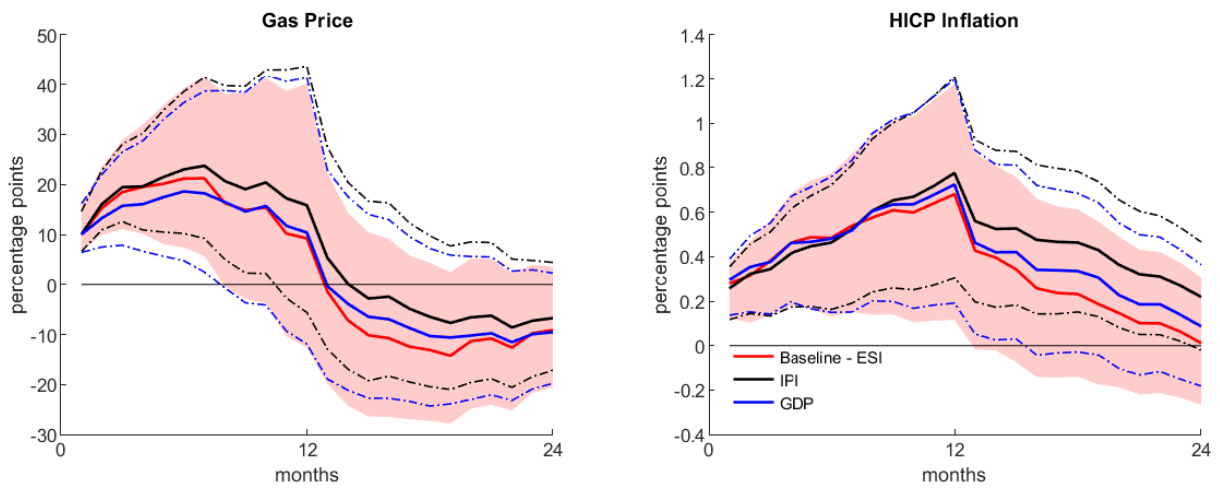 Gas Price
percentage points
50
40
30
20
10
0
-10
-20
-30
0
12
24
months
HICP Inflation
percentage points
1.4
1.2
1
0.8
0.6
0.4
0.2
0
-0.2
-0.4
Baseline - ESI
IPI
GDP
0
12
24
months